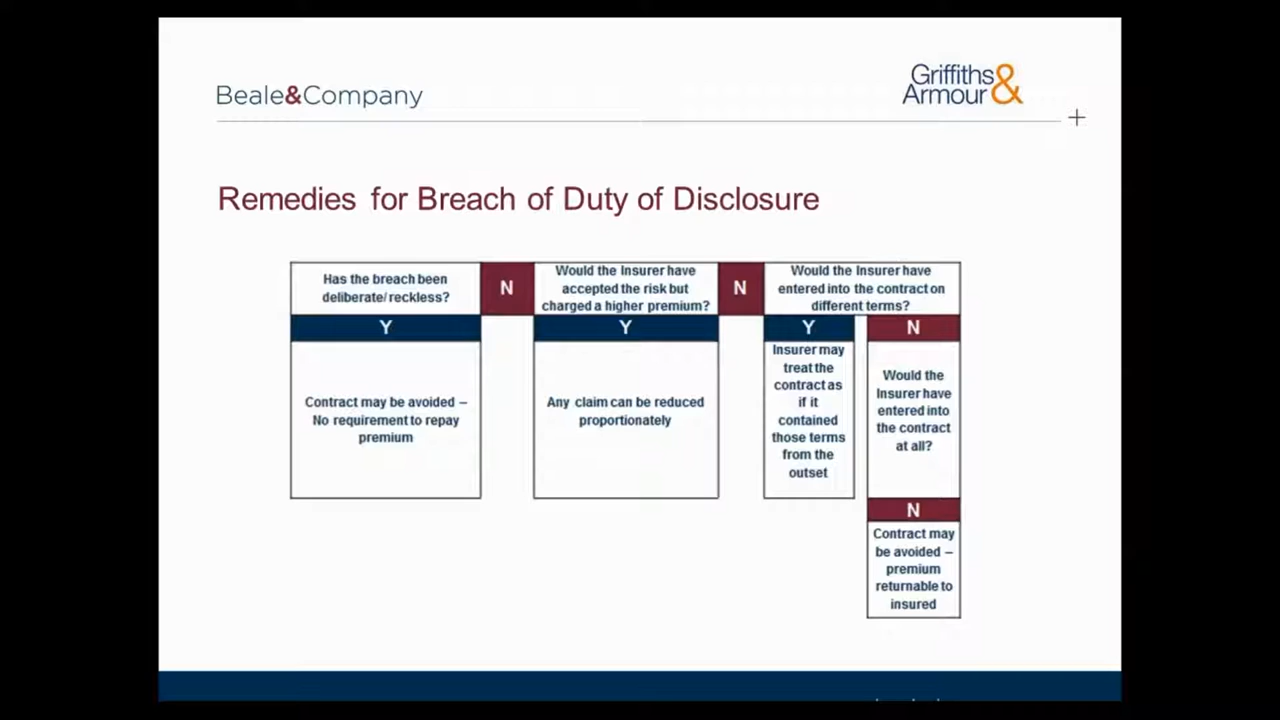 Beale&Company
Griffiths&
Armour
Remedies for Breach of Duty of Disclosure
Has the breach been
deliberate/reckless?
N
Would the Insurer have
accepted the risk but
charged a higher premium?
N
Would the Insurer have
entered into the contract on
different terms?
Y
Contract may be avoided –
No requirement to repay
premium
Y
Any claim can be reduced
proportionately
Y
Insurer may
treat the
contract as
if it
contained
those terms
from the
outset
N
Would the
Insurer have
entered into
the contract
at all?
N
Contract may
be avoided –
premium
returnable to
insured